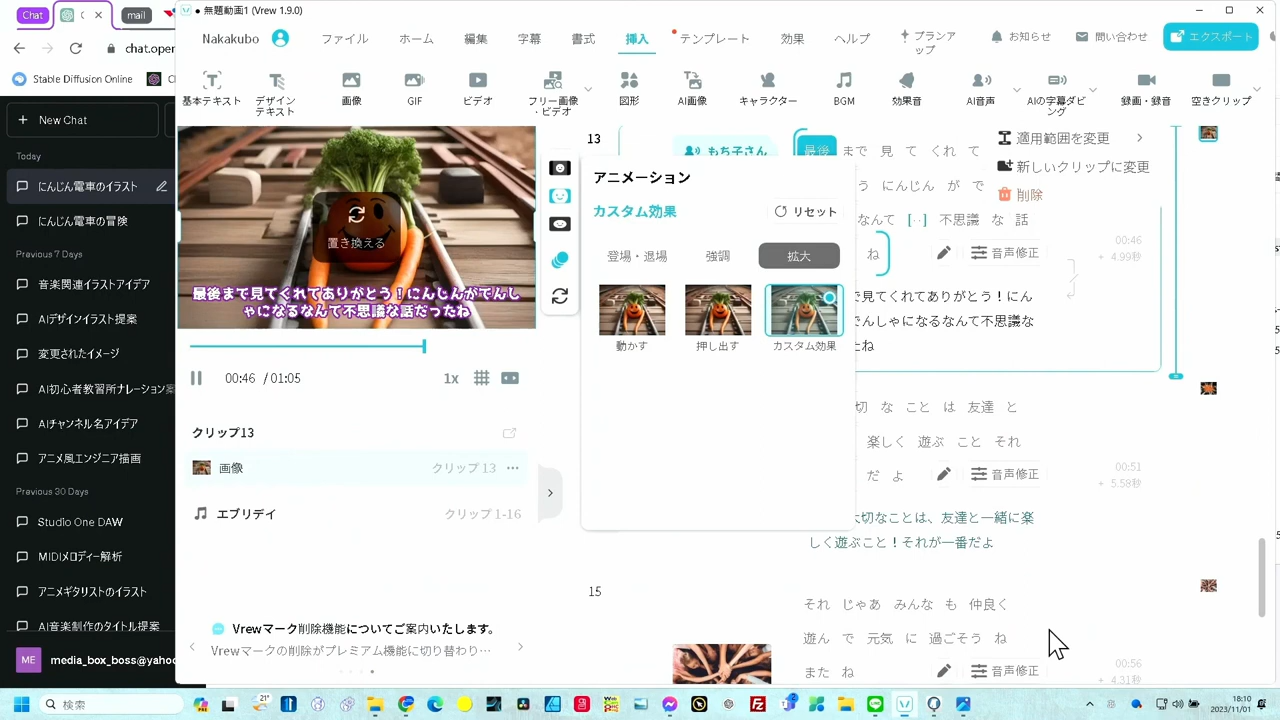 Chat
mail
無題動画1 (Vrew 1.9.0)
chat.open
Stable Diffusion Online
New Chat
Today
にんじん電車のイラスト
にんじん電車の冒険
Previous 7 Days
音楽関連イラストアイデア
AIデザインイラスト提案
変更されたイメージ
AI初心者教習所ナレーション案
AIチャンネル名アイデア
アニメ風エンジニア描画
Previous 30 Days
Studio One DAW
MIDIメロディー解析
アニメギタリストのイラスト
AI音楽制作のタイトル提案
ME media_box_boss@yahoo
Nakakubo
ファイル
ホーム
編集
字幕
書式
挿入
テンプレート
効果
ヘルプ
プランアップ
お知らせ
問い合わせ
エクスポート
基本テキスト
デザインテキスト
画像
GIF
ビデオ
フリー画像・ビデオ
図形
AI画像
キャラクター
BGM
効果音
AI音声
AIの字幕ダビング
録画・録音
空きクリップ
置き換える
最後まで見てくれてありがとう！にんじんがでんし
ゃになるなんて不思議な話だったね
00:46 / 01:05
1x
クリップ13
画像 クリップ 13
エブリデイ クリップ 1-16
Vrewマーク削除機能についてご案内いたします。
Vrewマークの削除がプレミアム機能に切り替わり…
アニメーション
カスタム効果
リセット
登場・退場
強調
拡大
動かす
押し出す
カスタム効果
13
もち子さん
最後 まで 見 て くれ て
う にんじん が で
なんて [··] 不思議 な 話
ね
音声修正
00:46
+ 4.99秒
で見てくれてありがとう！にん
でんしゃになるなんて不思議な
たね
適用範囲を変更
新しいクリップに変更
削除
切 な こと は 友達 と
楽しく 遊ぶ こと それ
だ よ
音声修正
00:51
+ 5.58秒
大切なことは、友達と一緒に楽
しく遊ぶこと！それが一番だよ
15
それ じゃあ みんな も 仲良く
遊ん で 元気 に 過ごそう ね
また ね
音声修正
00:56
+ 4.31秒
検索
21°
18:10
2023/11/01